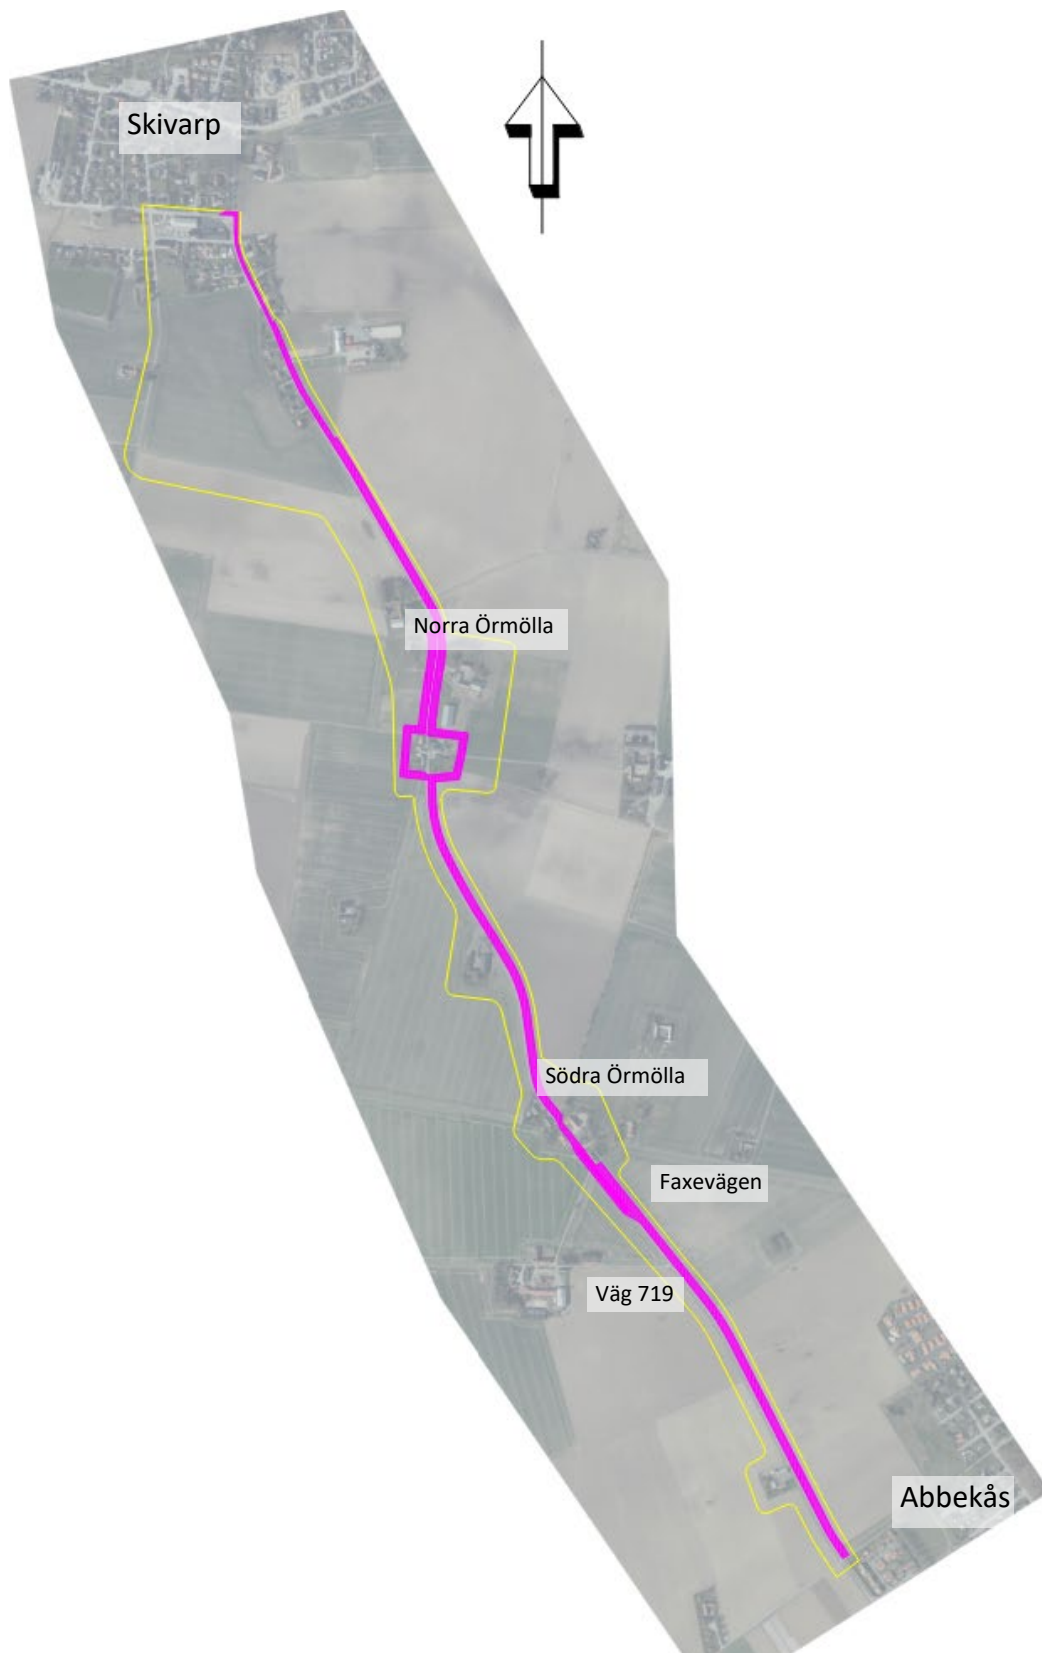 Skivarp
Norra Örmölla
Södra Örmölla
Faxevägen
Väg 719
Abbekås